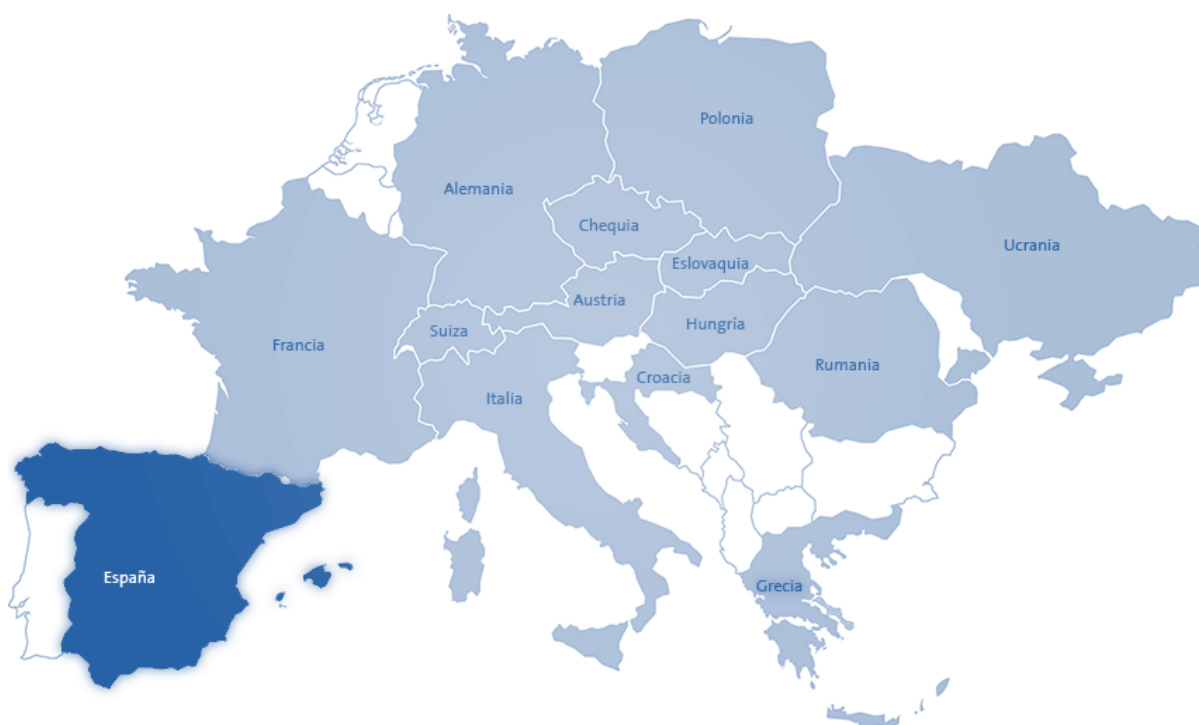 Polonia
Alemania
Chequia
Ucrania
Eslovaquia
Austria
Hungría
Suiza
Francia
Rumania
Croacia
Italia
España
Grecia